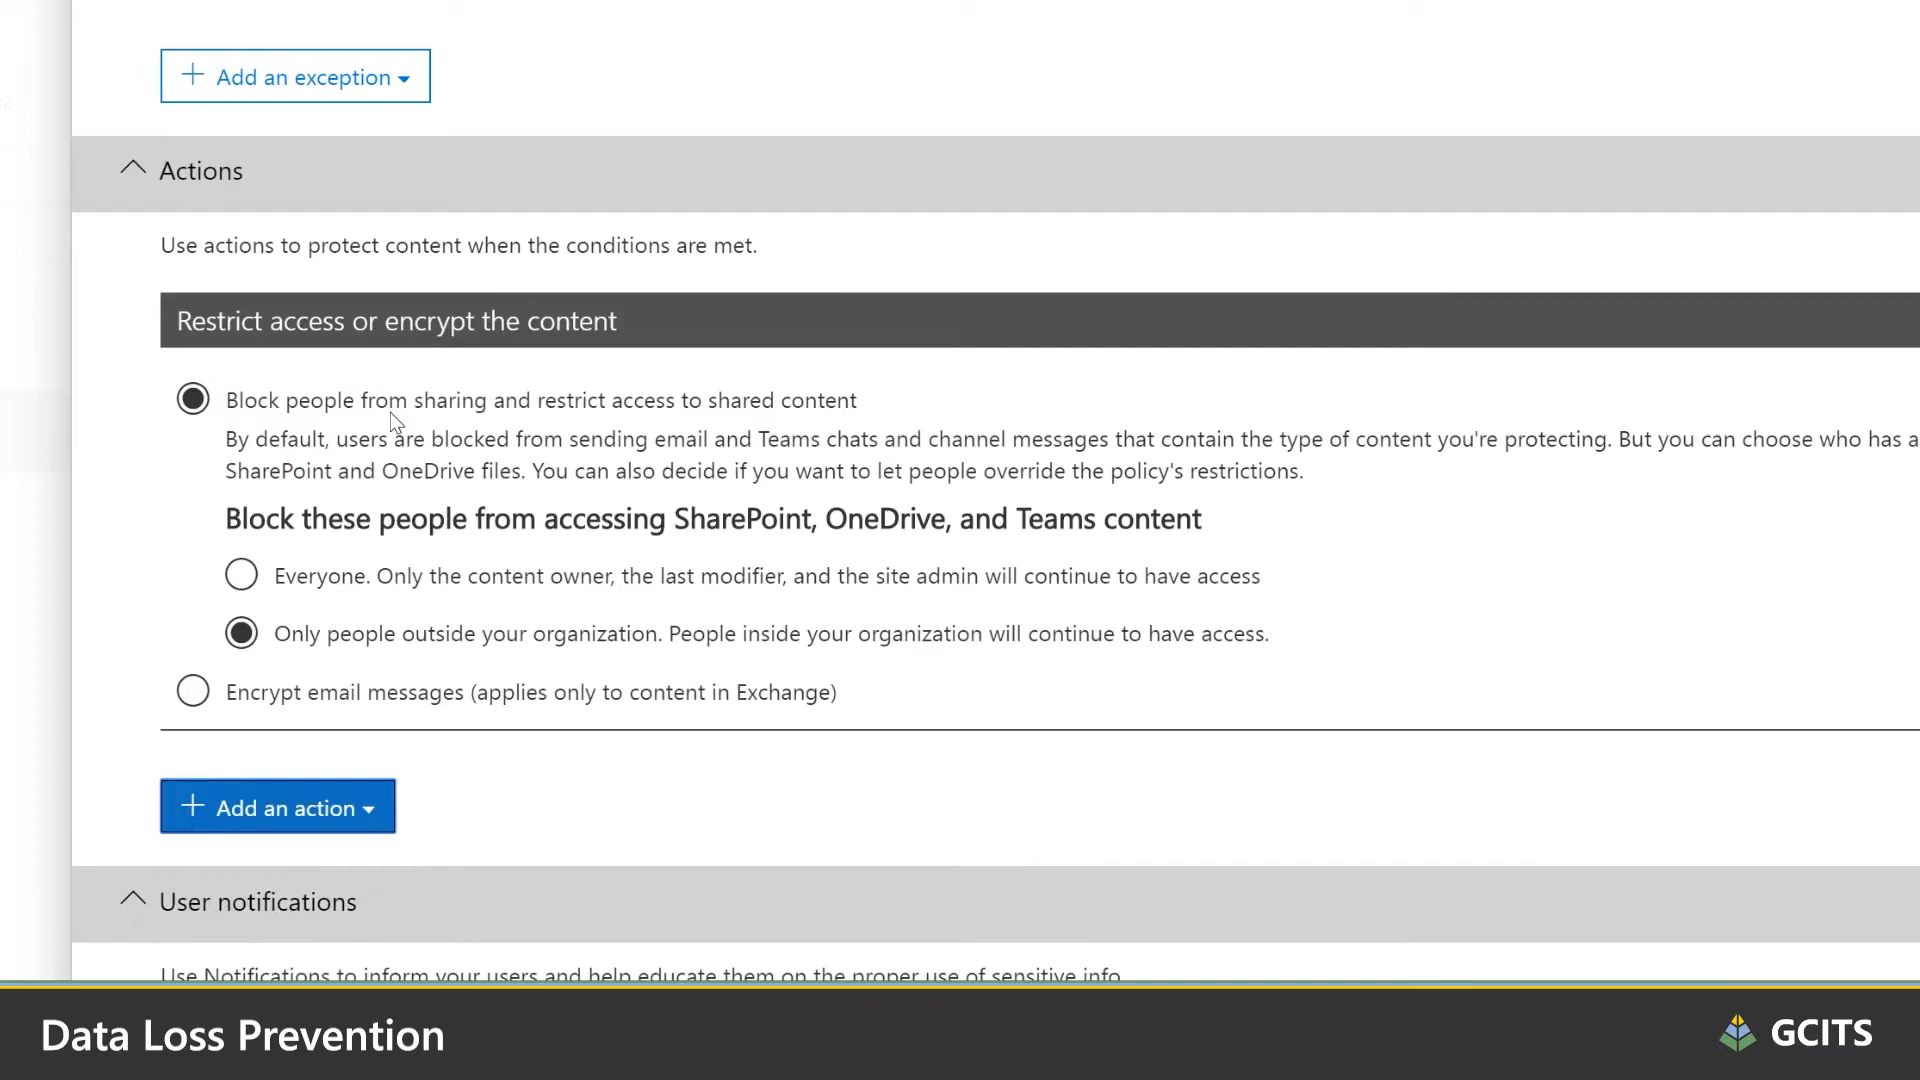 Add an exception
Actions
Use actions to protect content when the conditions are met.
Restrict access or encrypt the content
Block people from sharing and restrict access to shared content
By default, users are blocked from sending email and Teams chats and channel messages that contain the type of content you're protecting. But you can choose who has a
SharePoint and OneDrive files. You can also decide if you want to let people override the policy's restrictions.
Block these people from accessing SharePoint, OneDrive, and Teams content
Everyone. Only the content owner, the last modifier, and the site admin will continue to have access
Only people outside your organization. People inside your organization will continue to have access.
Encrypt email messages (applies only to content in Exchange)
Add an action
User notifications
Use Notifications to inform your users and help educate them on the proper use of sensitive info.
Data Loss Prevention
GCITS